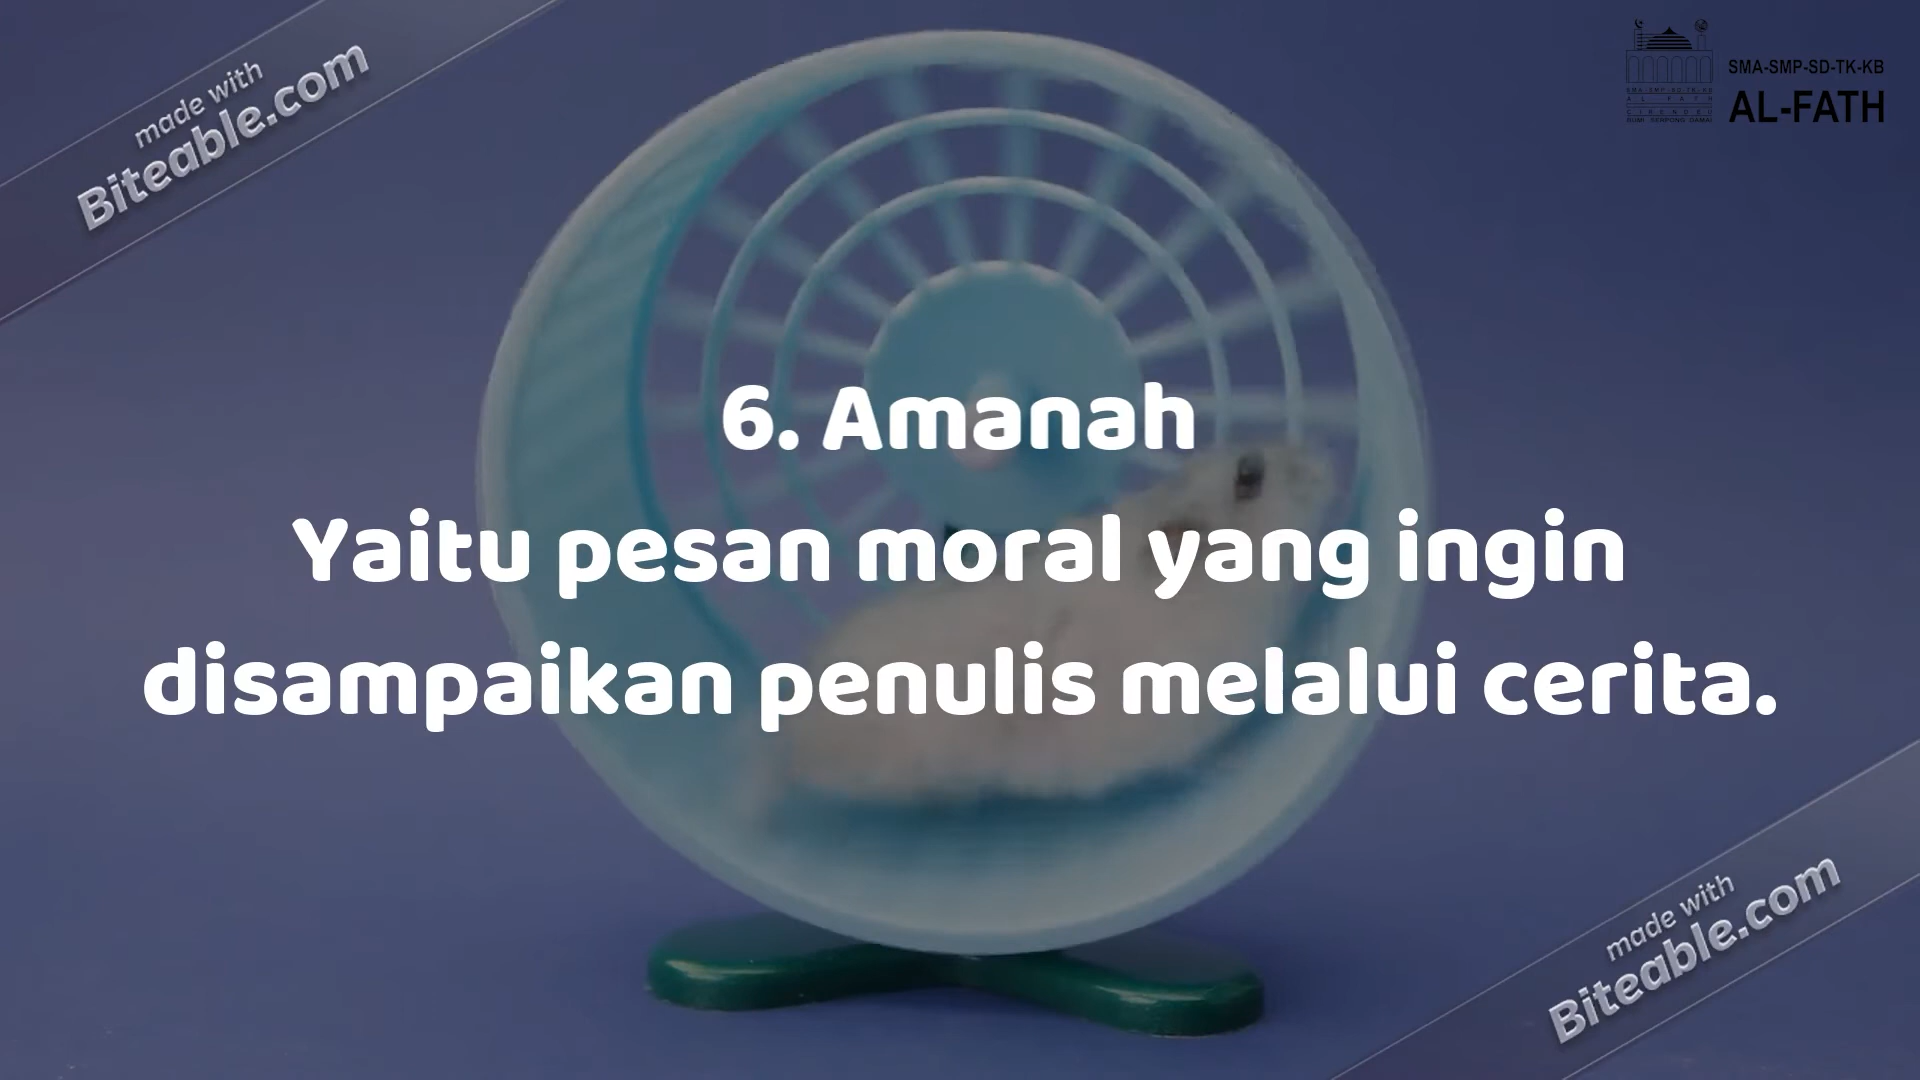 made with
Biteable.com
SMA-SMP-SD-TK-KB
AL-FATH
6. Amanah
Yaitu pesan moral yang ingin
disampaikan penulis melalui cerita.
made with
Biteable.com